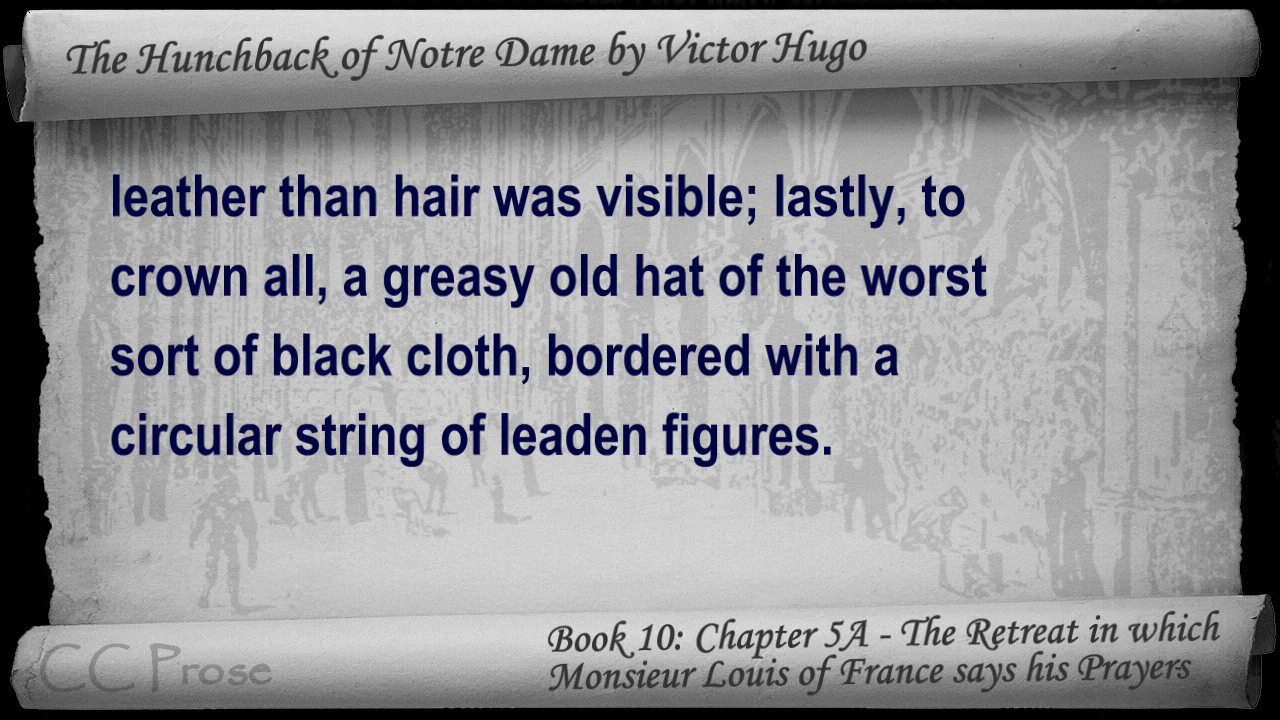 The Hunchback of Notre Dame by Victor Hugo
leather than hair was visible; lastly, to
crown all, a greasy old hat of the worst
sort of black cloth, bordered with a
circular string of leaden figures.
Book 10: Chapter 5A - The Retreat in which
Monsieur Louis of France says his Prayers
CC Prose